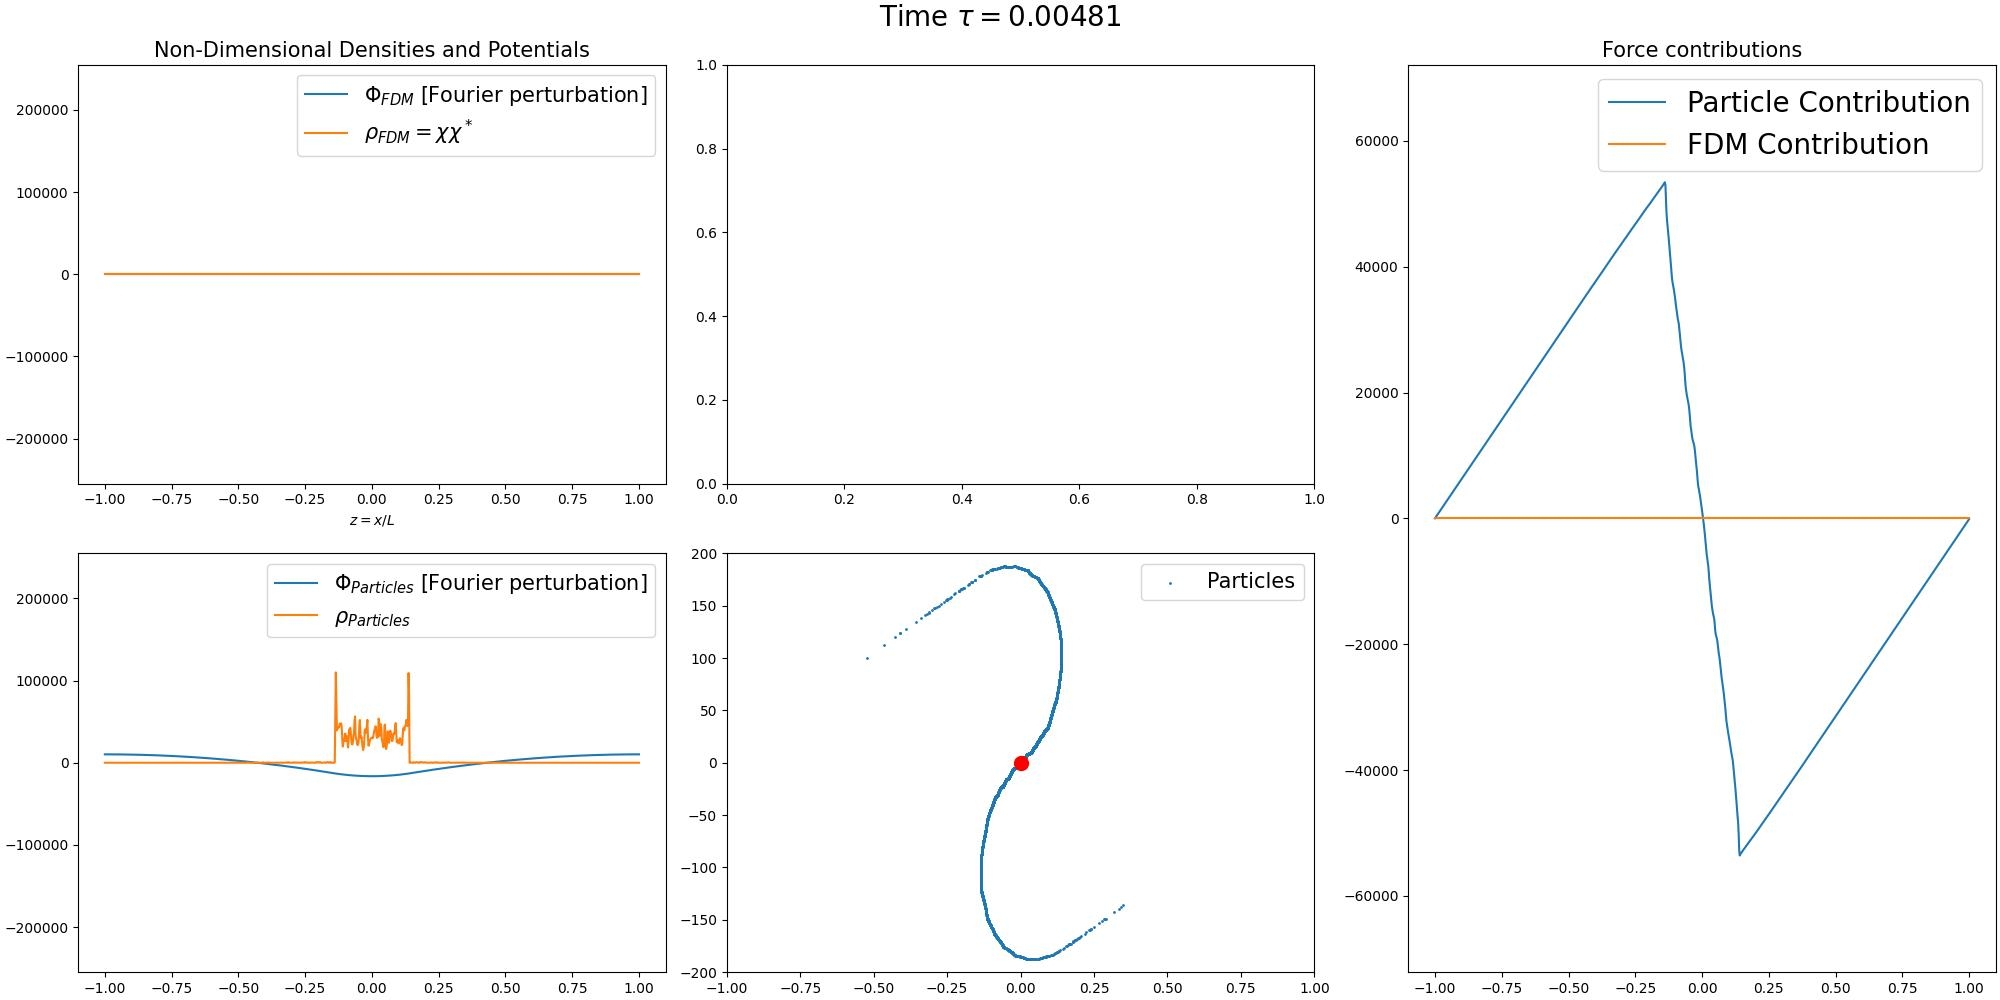 Time τ = 0.00481
Non-Dimensional Densities and Potentials
Φ_FDM [Fourier perturbation]
ρ_FDM = χχ*
200000
100000
0
−100000
−200000
−1.00 −0.75 −0.50 −0.25 0.00 0.25 0.50 0.75 1.00
z = x/L
1.0
0.8
0.6
0.4
0.2
0.0
0.0 0.2 0.4 0.6 0.8 1.0
Force contributions
Particle Contribution
FDM Contribution
60000
40000
20000
0
−20000
−40000
−60000
−1.00 −0.75 −0.50 −0.25 0.00 0.25 0.50 0.75 1.00
Φ_Particles [Fourier perturbation]
ρ_Particles
200000
100000
0
−100000
−200000
−1.00 −0.75 −0.50 −0.25 0.00 0.25 0.50 0.75 1.00
Particles
200
150
100
50
0
−50
−100
−150
−200
−1.00 −0.75 −0.50 −0.25 0.00 0.25 0.50 0.75 1.00